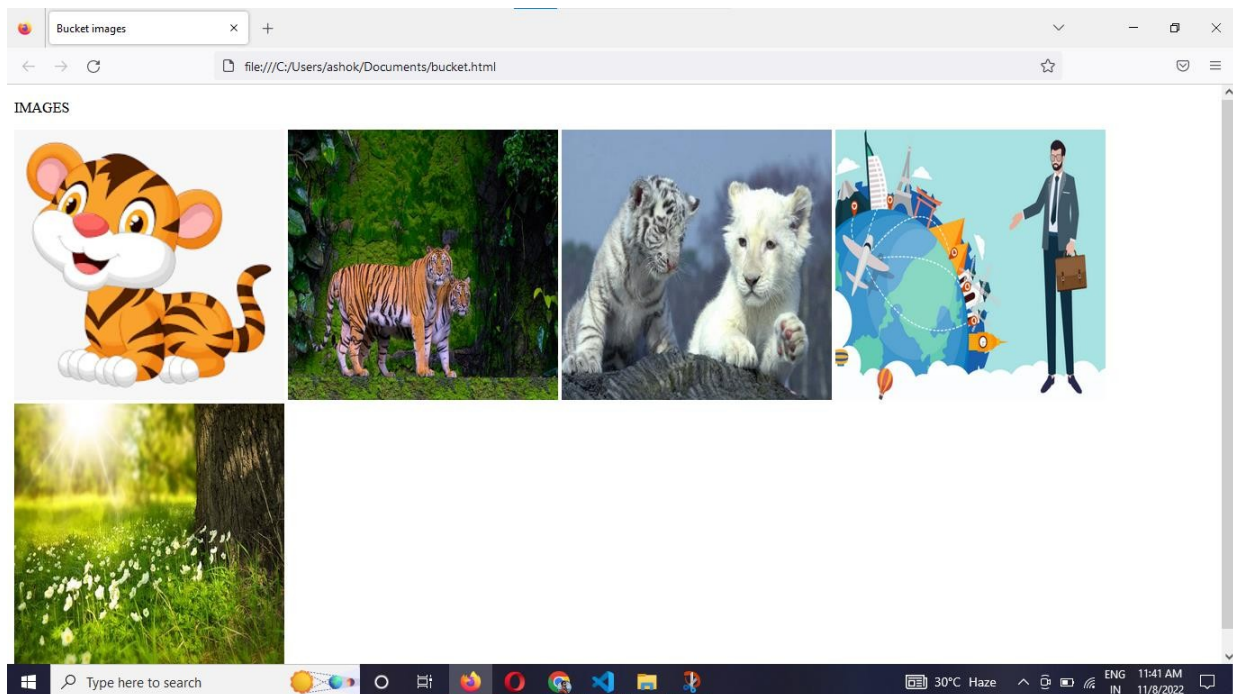 Bucket images
file:///C:/Users/ashok/Documents/bucket.html
IMAGES
Type here to search
30°C Haze
ENG
IN
11:41 AM
11/8/2022